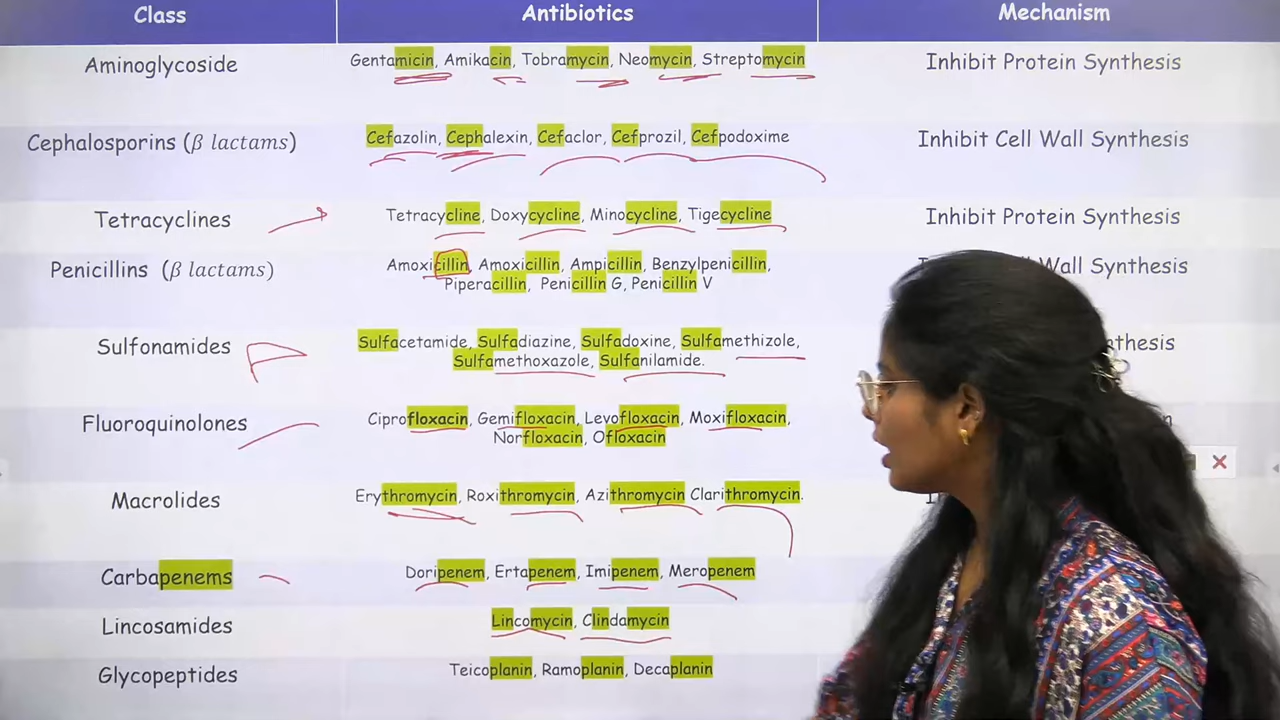 Class Antibiotics Mechanism
Aminoglycoside Gentamicin, Amikacin, Tobramycin, Neomycin, Streptomycin Inhibit Protein Synthesis
Cephalosporins (β lactams) Cefazolin, Cephalexin, Cefaclor, Cefprozil, Cefpodoxime Inhibit Cell Wall Synthesis
Tetracyclines Tetracycline, Doxycycline, Minocycline, Tigecycline Inhibit Protein Synthesis
Penicillins (β lactams) Amoxicillin, Amoxicillin, Ampicillin, Benzylpenicillin, Wall Synthesis
Piperacillin, Penicillin G, Penicillin V
Sulfonamides Sulfacetamide, Sulfadiazine, Sulfadoxine, Sulfamethizole,
Sulfamethoxazole, Sulfanilamide.
Fluoroquinolones Ciprofloxacin, Gemifloxacin, Levofloxacin, Moxifloxacin,
Norfloxacin, Ofloxacin
Macrolides Erythromycin, Roxithromycin, Azithromycin Clarithromycin.
Carbapenems Doripenem, Ertapenem, Imipenem, Meropenem
Lincosamides Lincomycin, Clindamycin
Glycopeptides Teicoplanin, Ramoplanin, Decaplanin